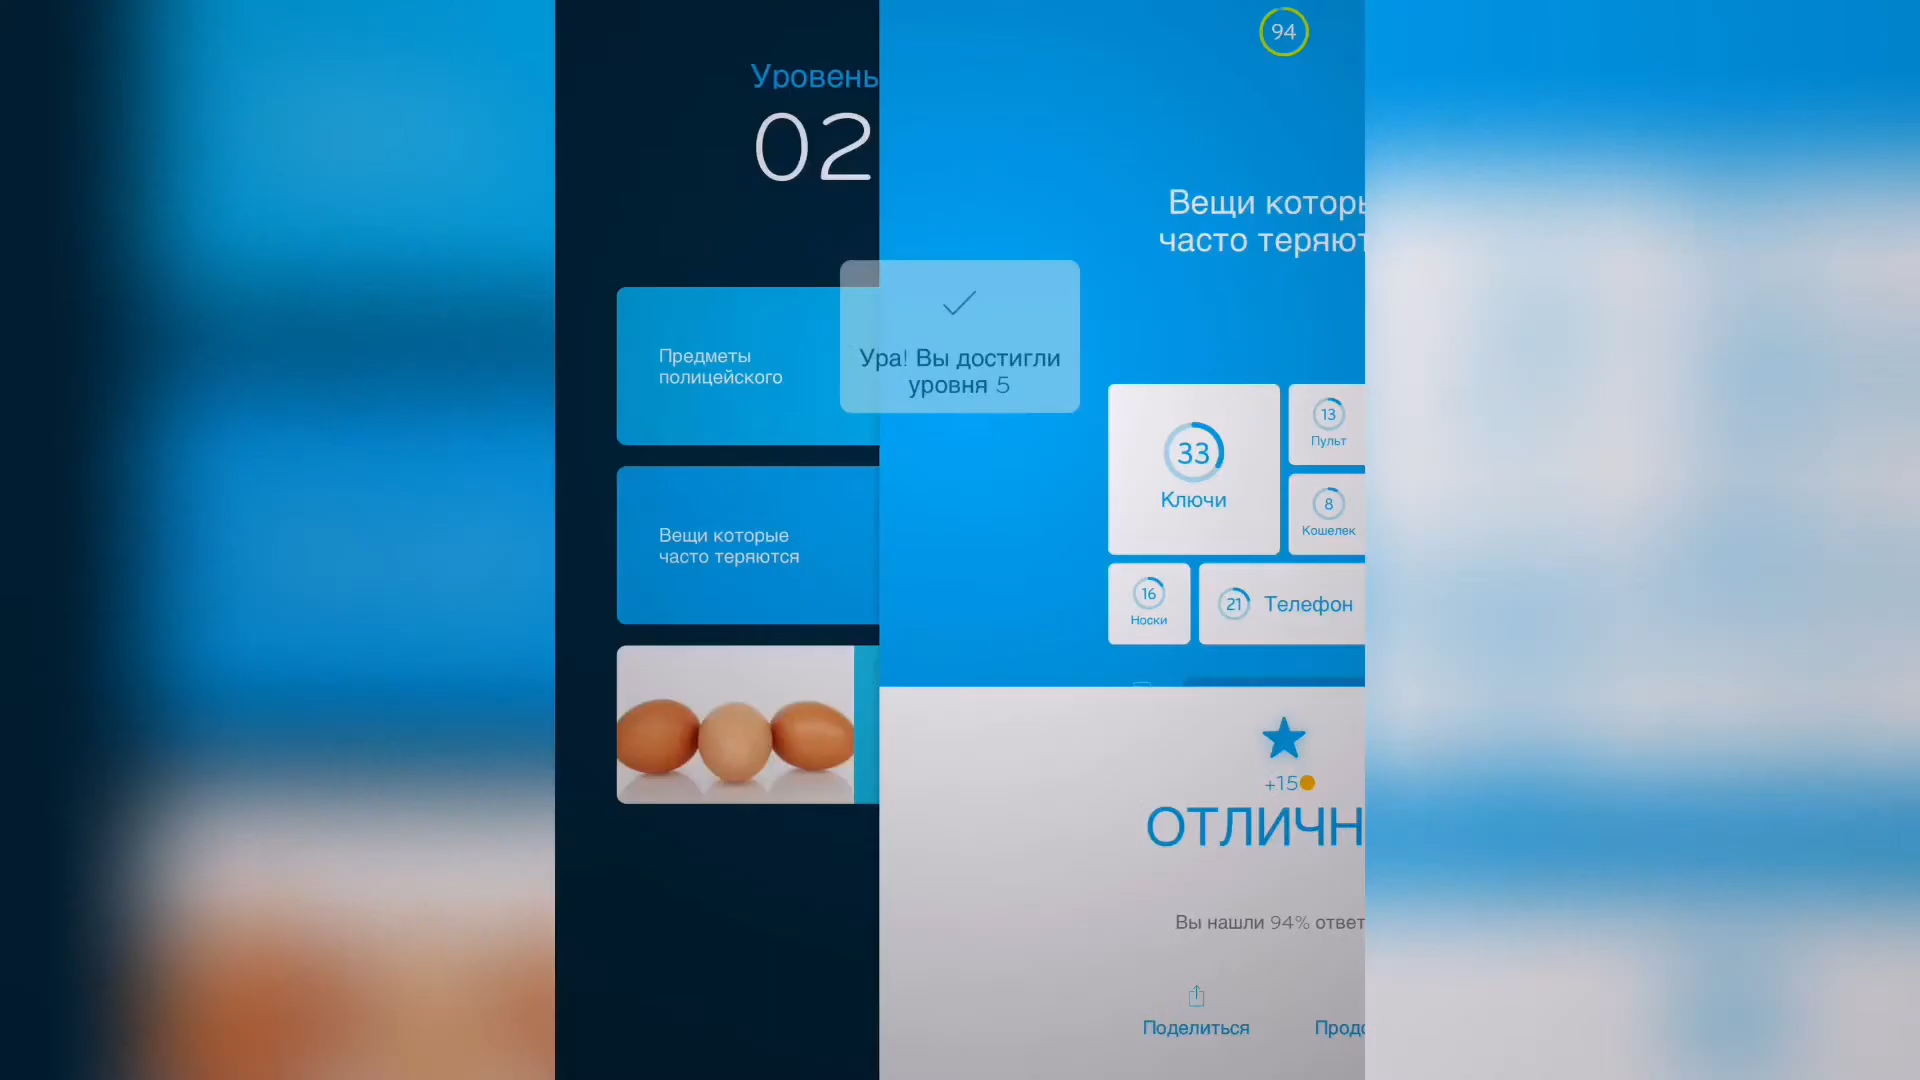 Уровень
02
Предметы
полицейского
Вещи которые
часто теряются
Ура! Вы достигли
уровня 5
94
Вещи которы
часто теряют
33
Ключи
13
Пульт
8
Кошелек
16
Носки
21
Телефон
+15
ОТЛИЧН
Вы нашли 94% ответ
Поделиться
Продо